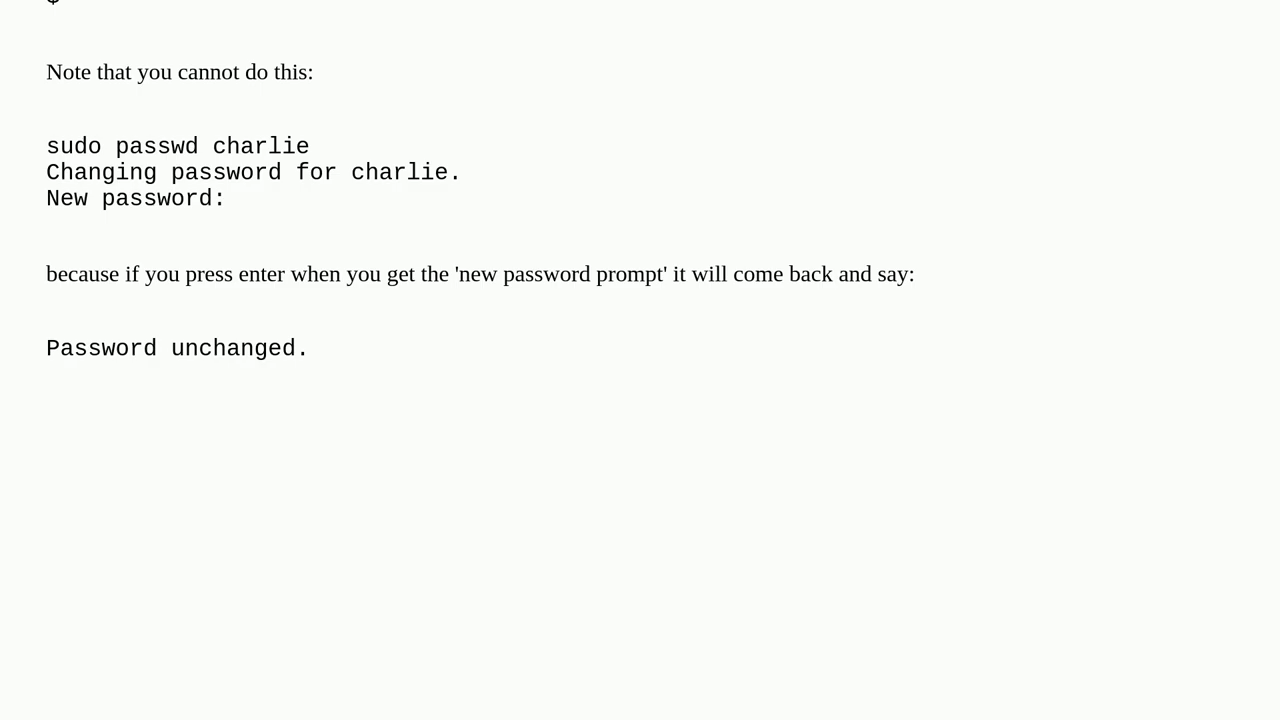 $
Note that you cannot do this:
sudo passwd charlie
Changing password for charlie.
New password:
because if you press enter when you get the 'new password prompt' it will come back and say:
Password unchanged.